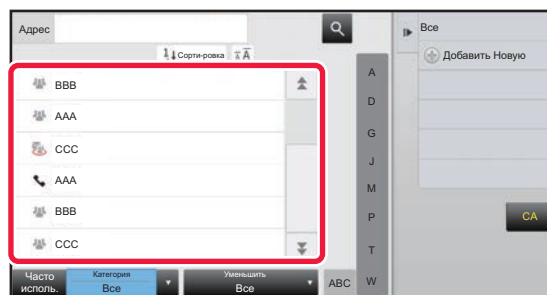 Адрес
Сорти-ровка
BBB
AAA
CCC
AAA
BBB
CCC
A
D
G
J
M
P
T
W
Часто исполь.
Категория
Все
Уменьшить
Все
ABC
Все
Добавить Новую
CA